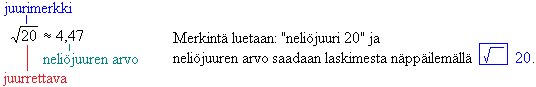 juurimerkki
√20 ≈ 4,47
neliöjuuren arvo
juurrettava
Merkintä luetaan: "neliöjuuri 20" ja
neliöjuuren arvo saadaan laskimesta näppäilemällä √ 20.